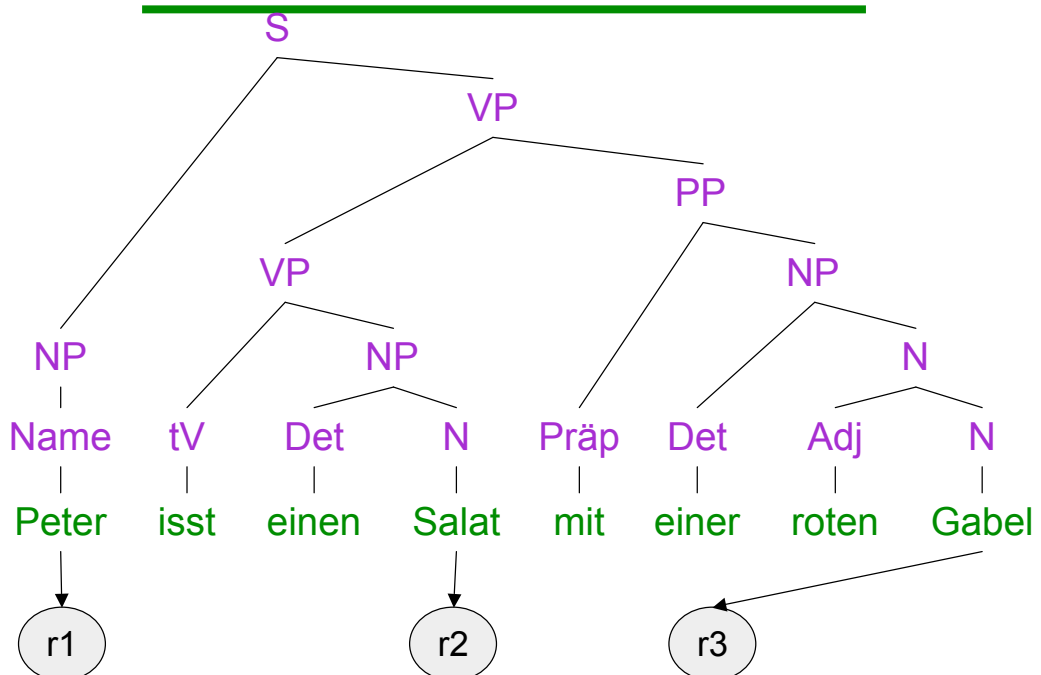 S
VP
PP
VP NP
NP NP N
Name tV Det N Präp Det Adj N
Peter isst einen Salat mit einer roten Gabel
r1 r2 r3